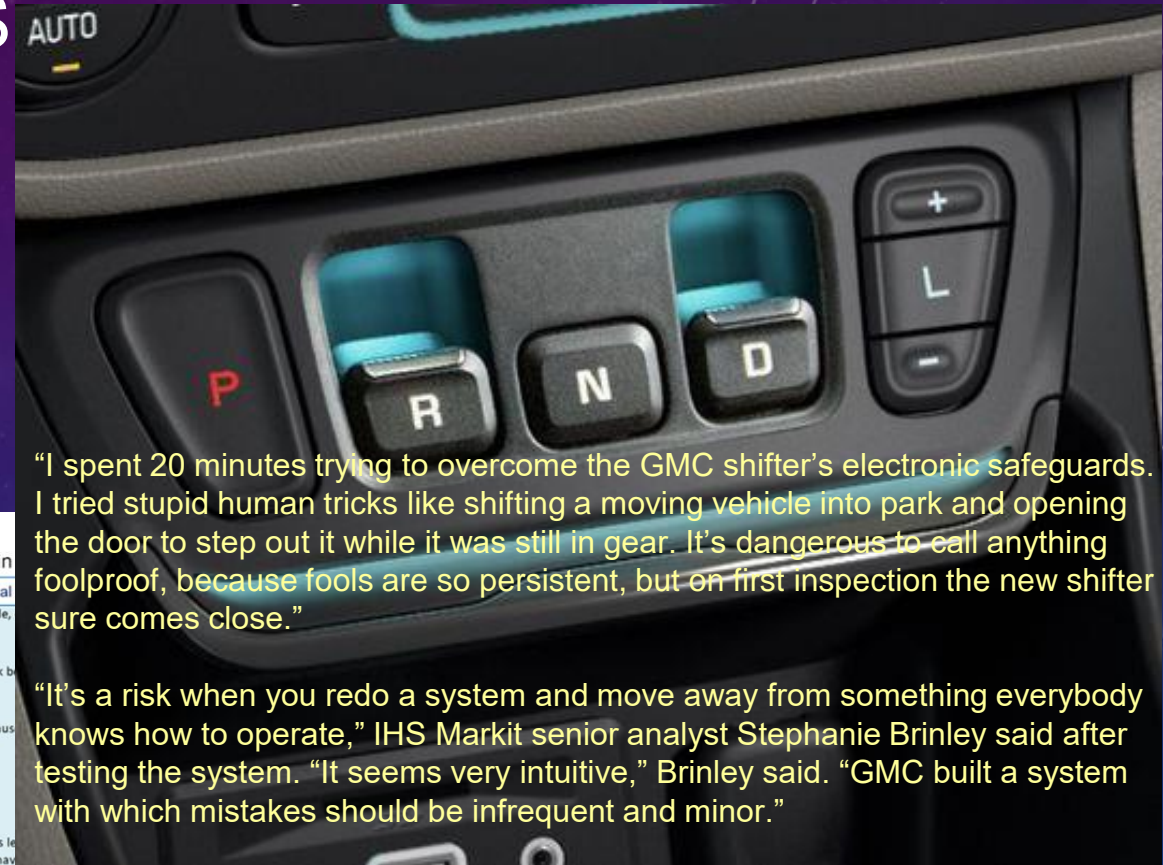 AUTO
+
L
-
P
R
N
D
“I spent 20 minutes trying to overcome the GMC shifter’s electronic safeguards.
I tried stupid human tricks like shifting a moving vehicle into park and opening
the door to step out it while it was still in gear. It’s dangerous to call anything
foolproof, because fools are so persistent, but on first inspection the new shifter
sure comes close.”
“It’s a risk when you redo a system and move away from something everybody
knows how to operate,” IHS Markit senior analyst Stephanie Brinley said after
testing the system. “It seems very intuitive,” Brinley said. “GMC built a system
with which mistakes should be infrequent and minor.”